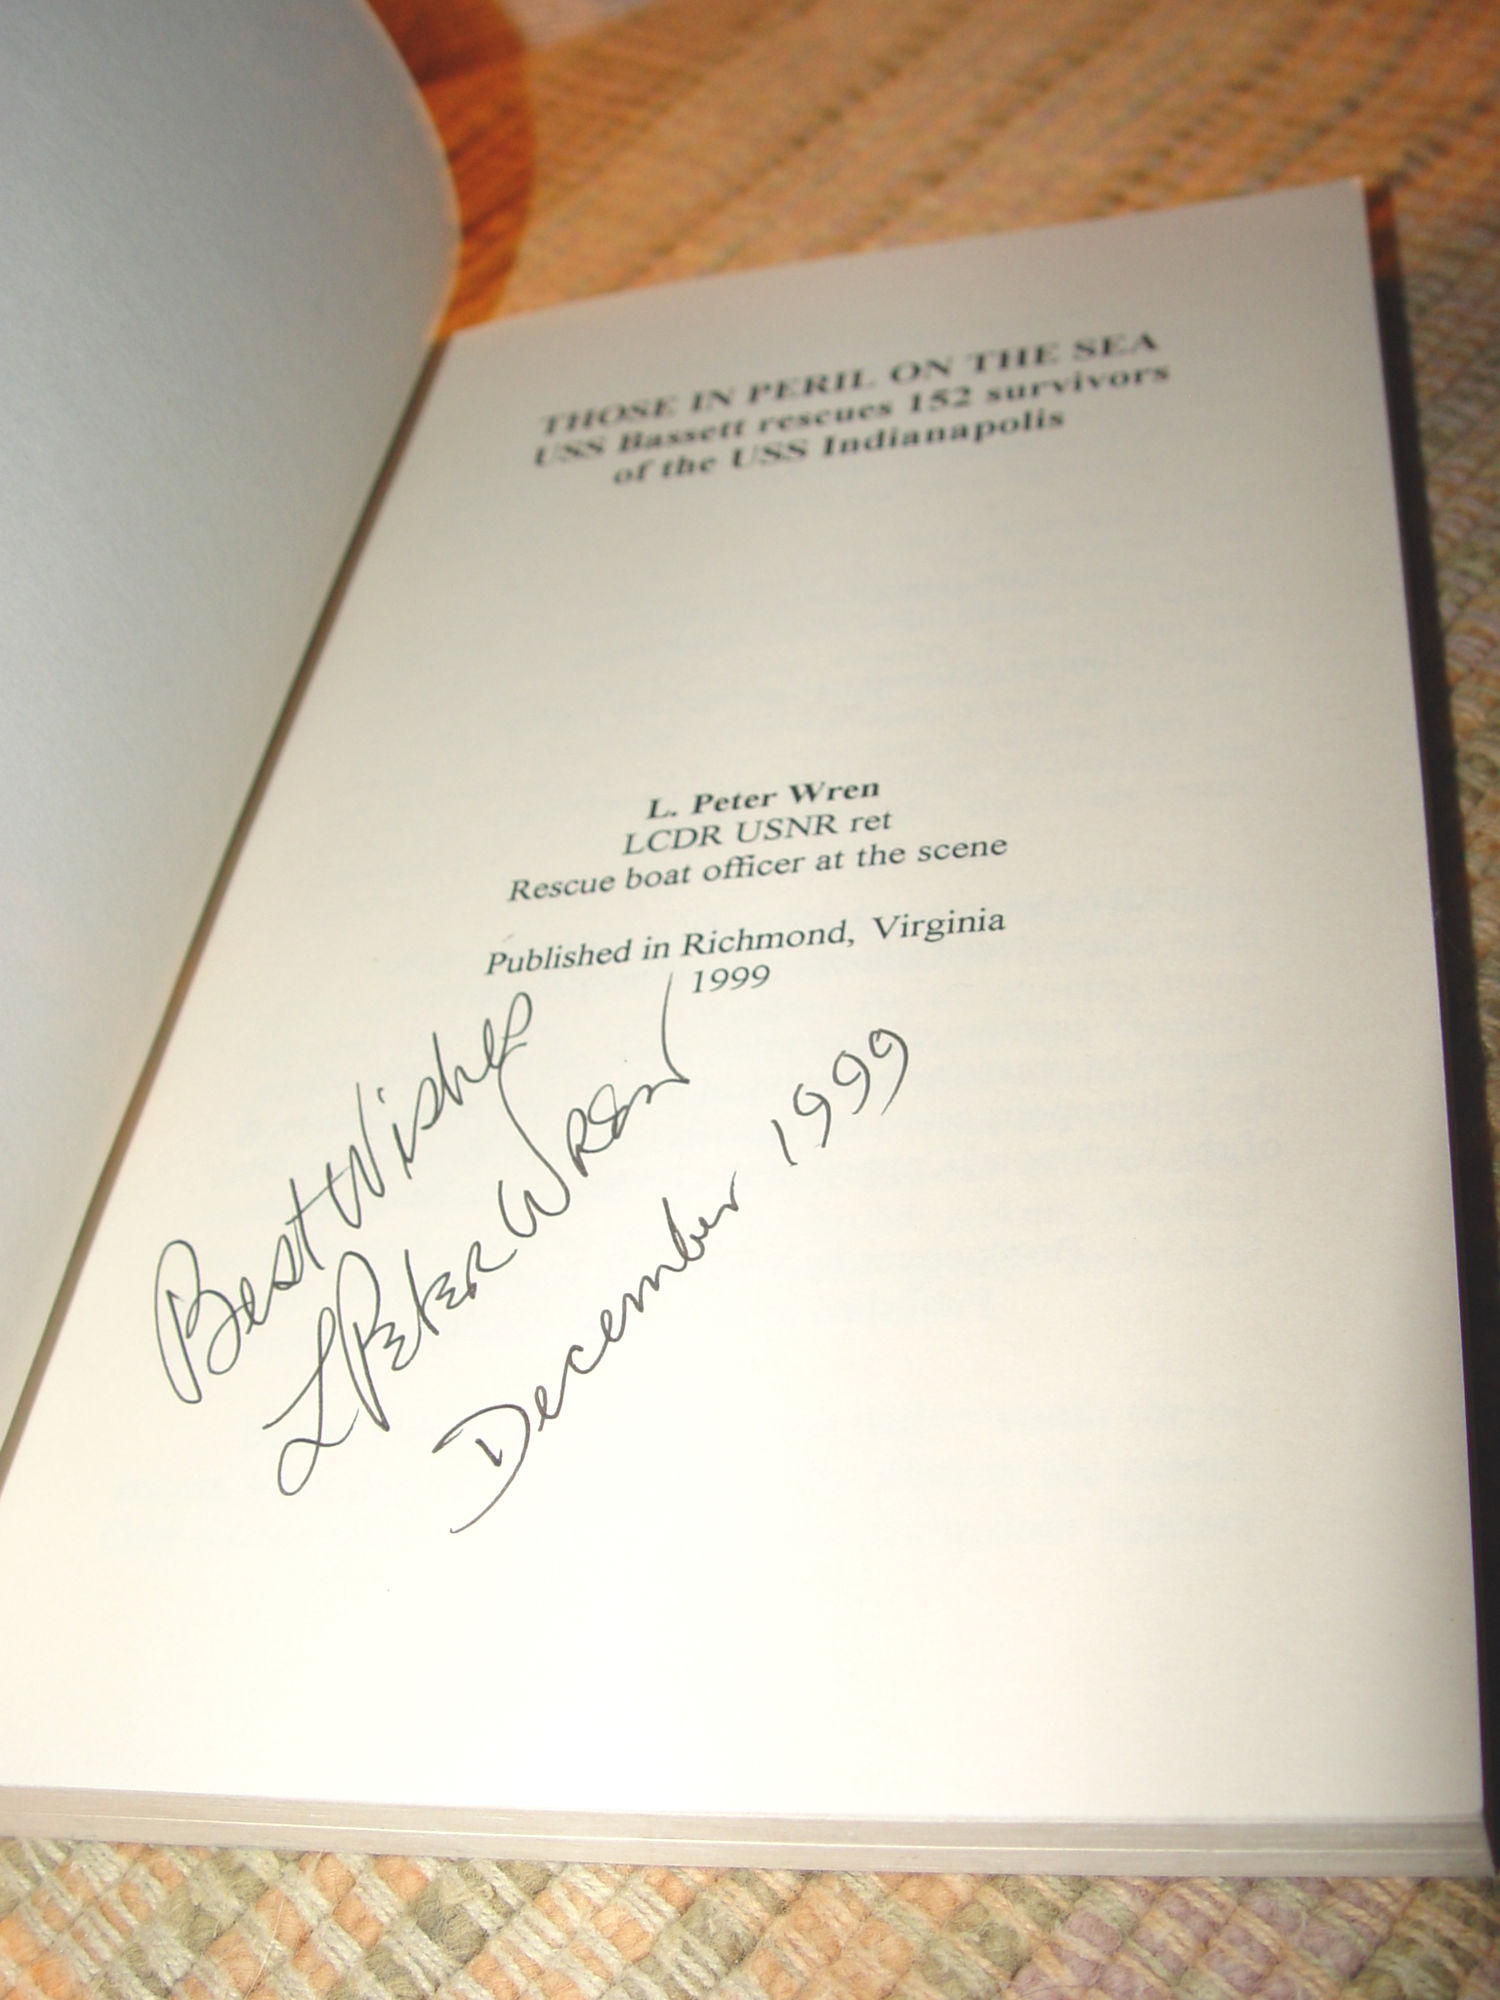 THOSE IN PERIL ON THE SEA
USS Bassett rescues 152 survivors
of the USS Indianapolis
L. Peter Wren
LCDR USNR ret
Rescue boat officer at the scene
Published in Richmond, Virginia
1999
Best Wishes
L Peter Wren
December 1999